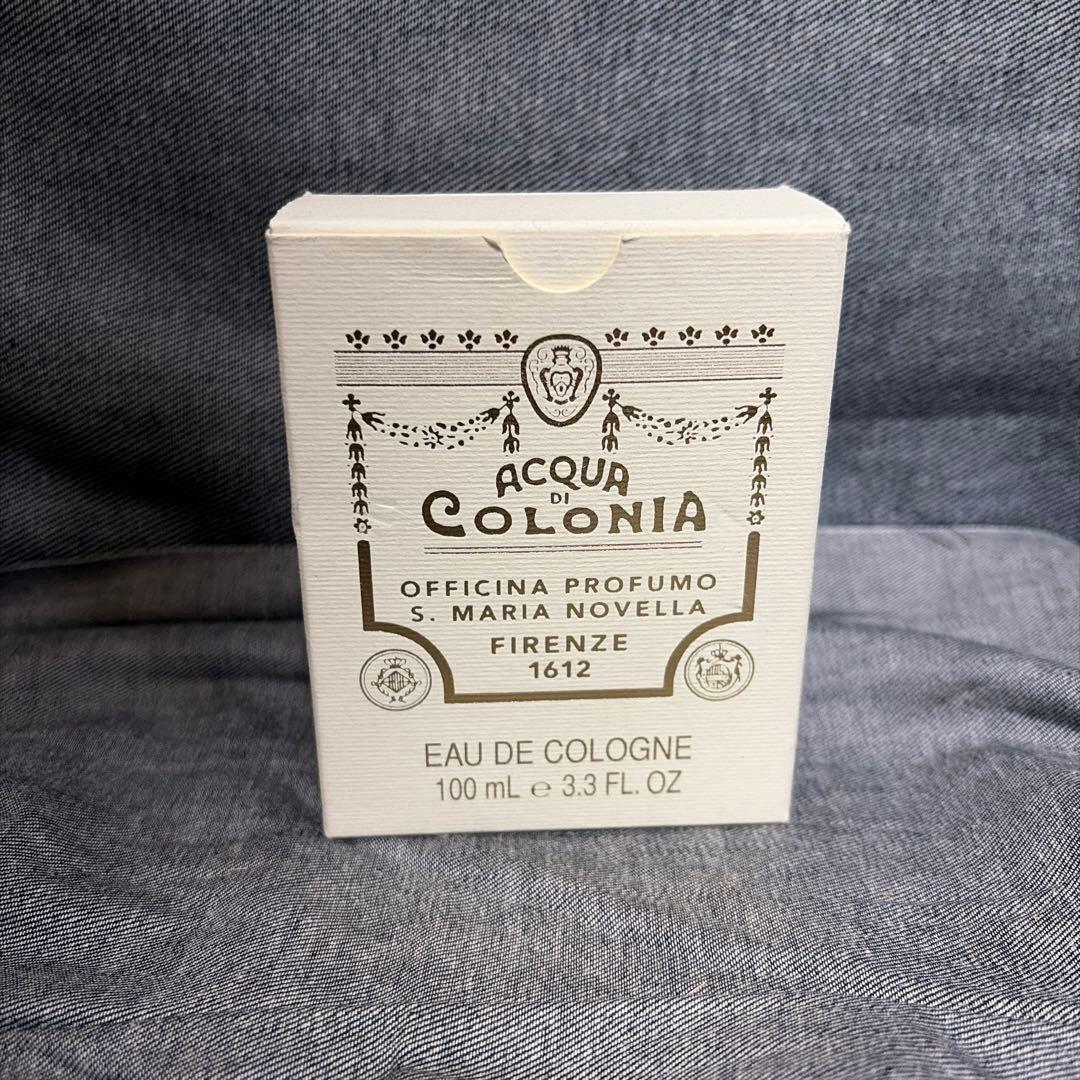 ACQUA
DI
COLONIA
OFFICINA PROFUMO
S. MARIA NOVELLA
FIRENZE
1612
EAU DE COLOGNE
100 mL ℮ 3.3 FL. OZ